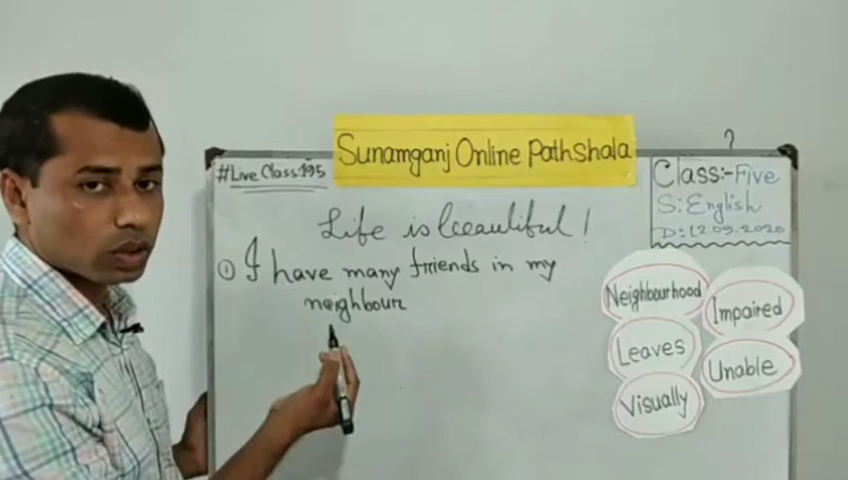 Sunamganj Online Pathshala
#Live Class:195
Class:-Five
S:English
D:12.09.2020
Life is beautiful!
① I have many friends in my
neighbour
Neighbourhood
Impaired
Leaves
Unable
Visually